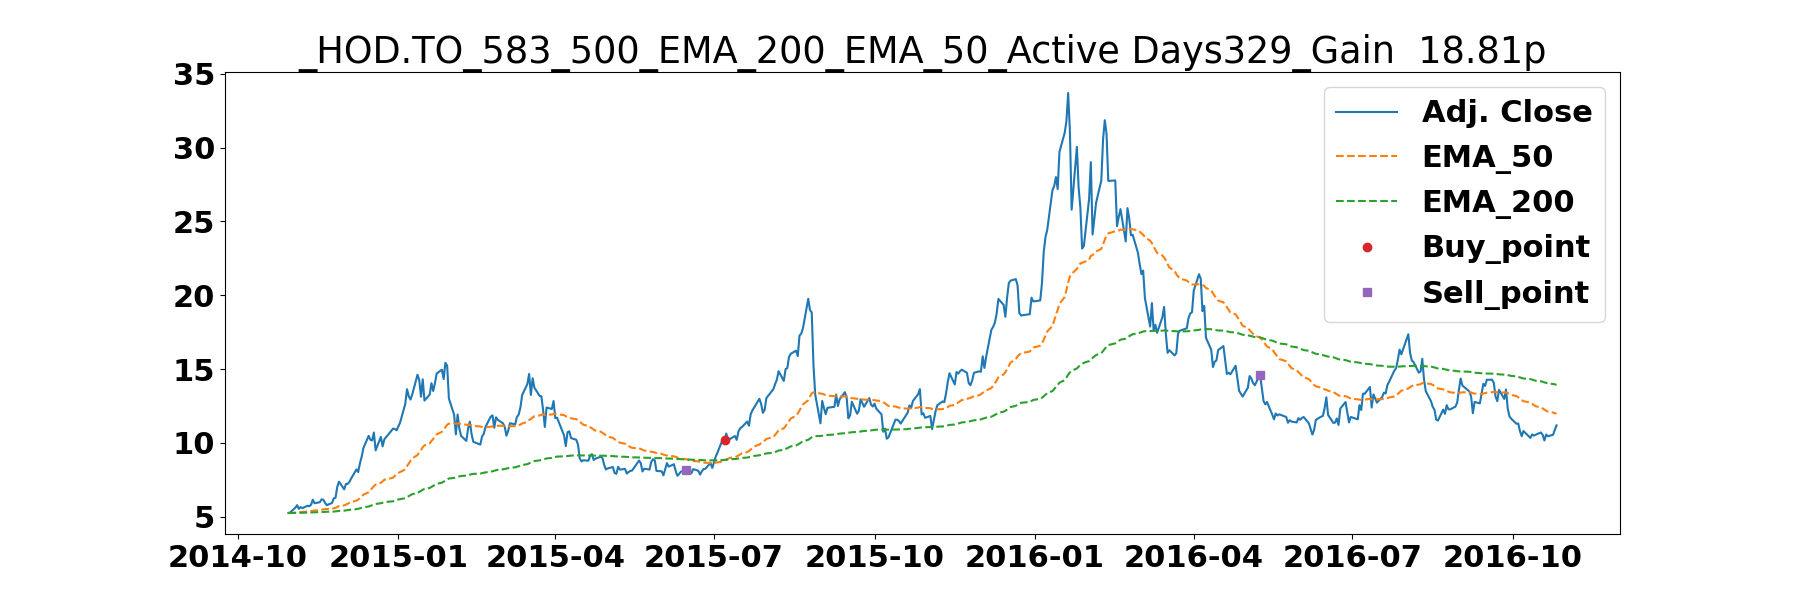 _HOD.TO_583_500_EMA_200_EMA_50_Active Days329_Gain  18.81p
35
30
25
20
15
10
5
Adj. Close
EMA_50
EMA_200
Buy_point
Sell_point
2014-10 2015-01 2015-04 2015-07 2015-10 2016-01 2016-04 2016-07 2016-10